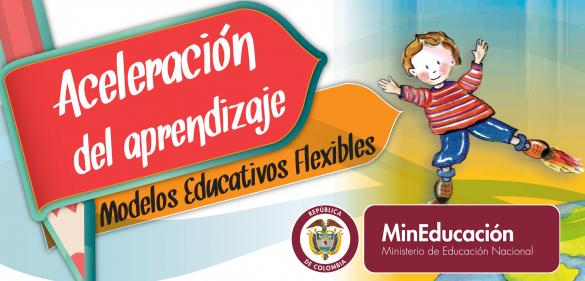 Aceleración
del aprendizaje
Modelos Educativos Flexibles
REPÚBLICA
DE COLOMBIA
MinEducación
Ministerio de Educación Nacional